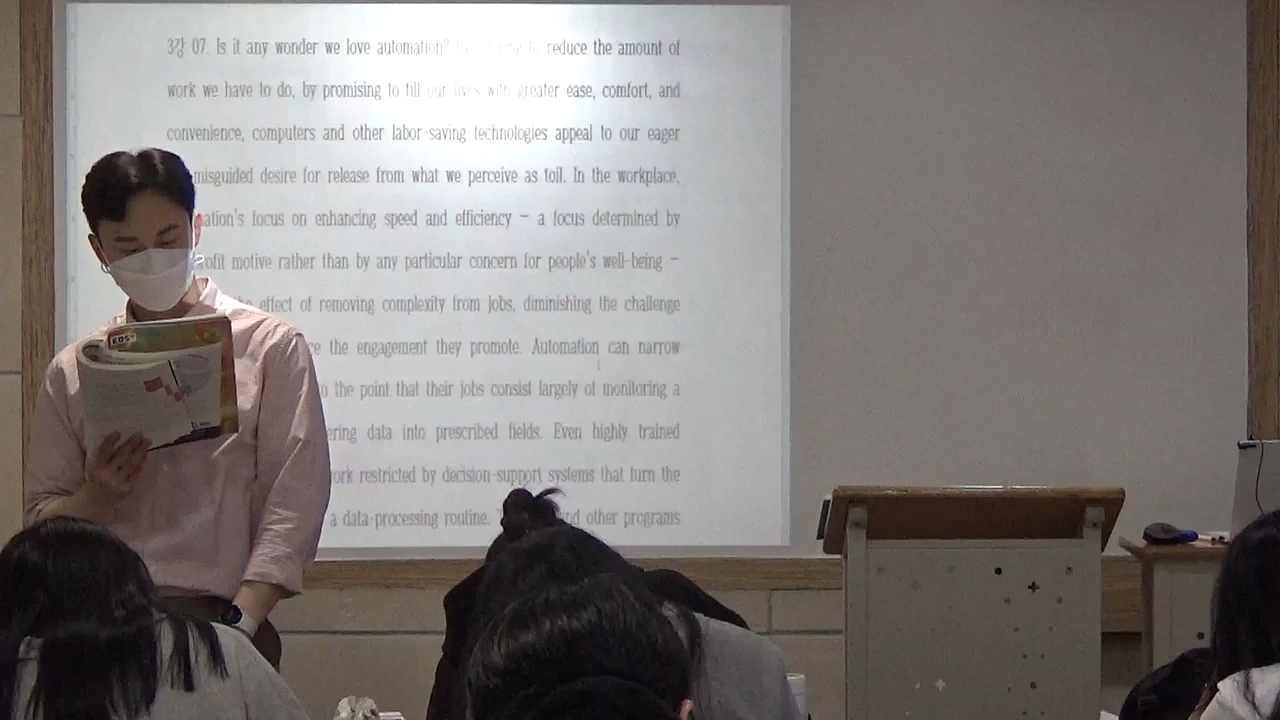 3강 07. Is it any wonder we love automation? reduce the amount of
work we have to do, by promising to fill our lives with greater ease, comfort, and
convenience, computers and other labor-saving technologies appeal to our eager
misguided desire for release from what we perceive as toil. In the workplace,
ation's focus on enhancing speed and efficiency - a focus determined by
ofit motive rather than by any particular concern for people's well-being -
the effect of removing complexity from jobs, diminishing the challenge
the engagement they promote. Automation can narrow
to the point that their jobs consist largely of monitoring a
ering data into prescribed fields. Even highly trained
ork restricted by decision-support systems that turn the
a data-processing routine. and other programs
EBS